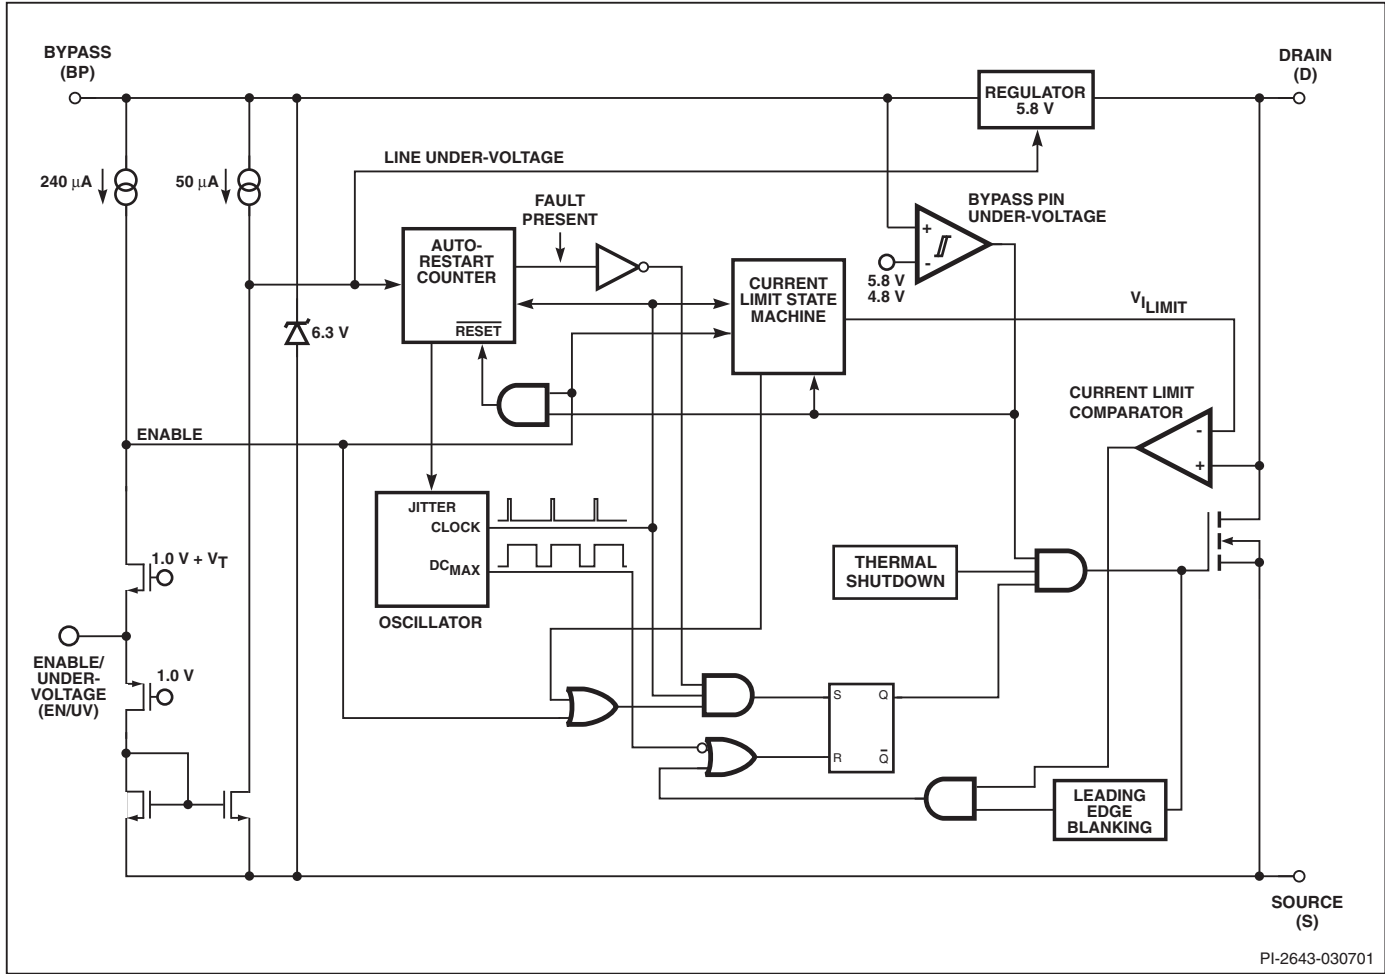 BYPASS
(BP)
DRAIN
(D)
REGULATOR
5.8 V
LINE UNDER-VOLTAGE
240 μA
50 μA
FAULT
PRESENT
BYPASS PIN
UNDER-VOLTAGE
+
-
5.8 V
4.8 V
AUTO-
RESTART
COUNTER
RESET
CURRENT
LIMIT STATE
MACHINE
VILIMIT
6.3 V
CURRENT LIMIT
COMPARATOR
-
+
ENABLE
JITTER
CLOCK
DCMAX
OSCILLATOR
1.0 V + VT
THERMAL
SHUTDOWN
ENABLE/
UNDER-
VOLTAGE
(EN/UV)
1.0 V
S Q
R Q
LEADING
EDGE
BLANKING
SOURCE
(S)
PI-2643-030701